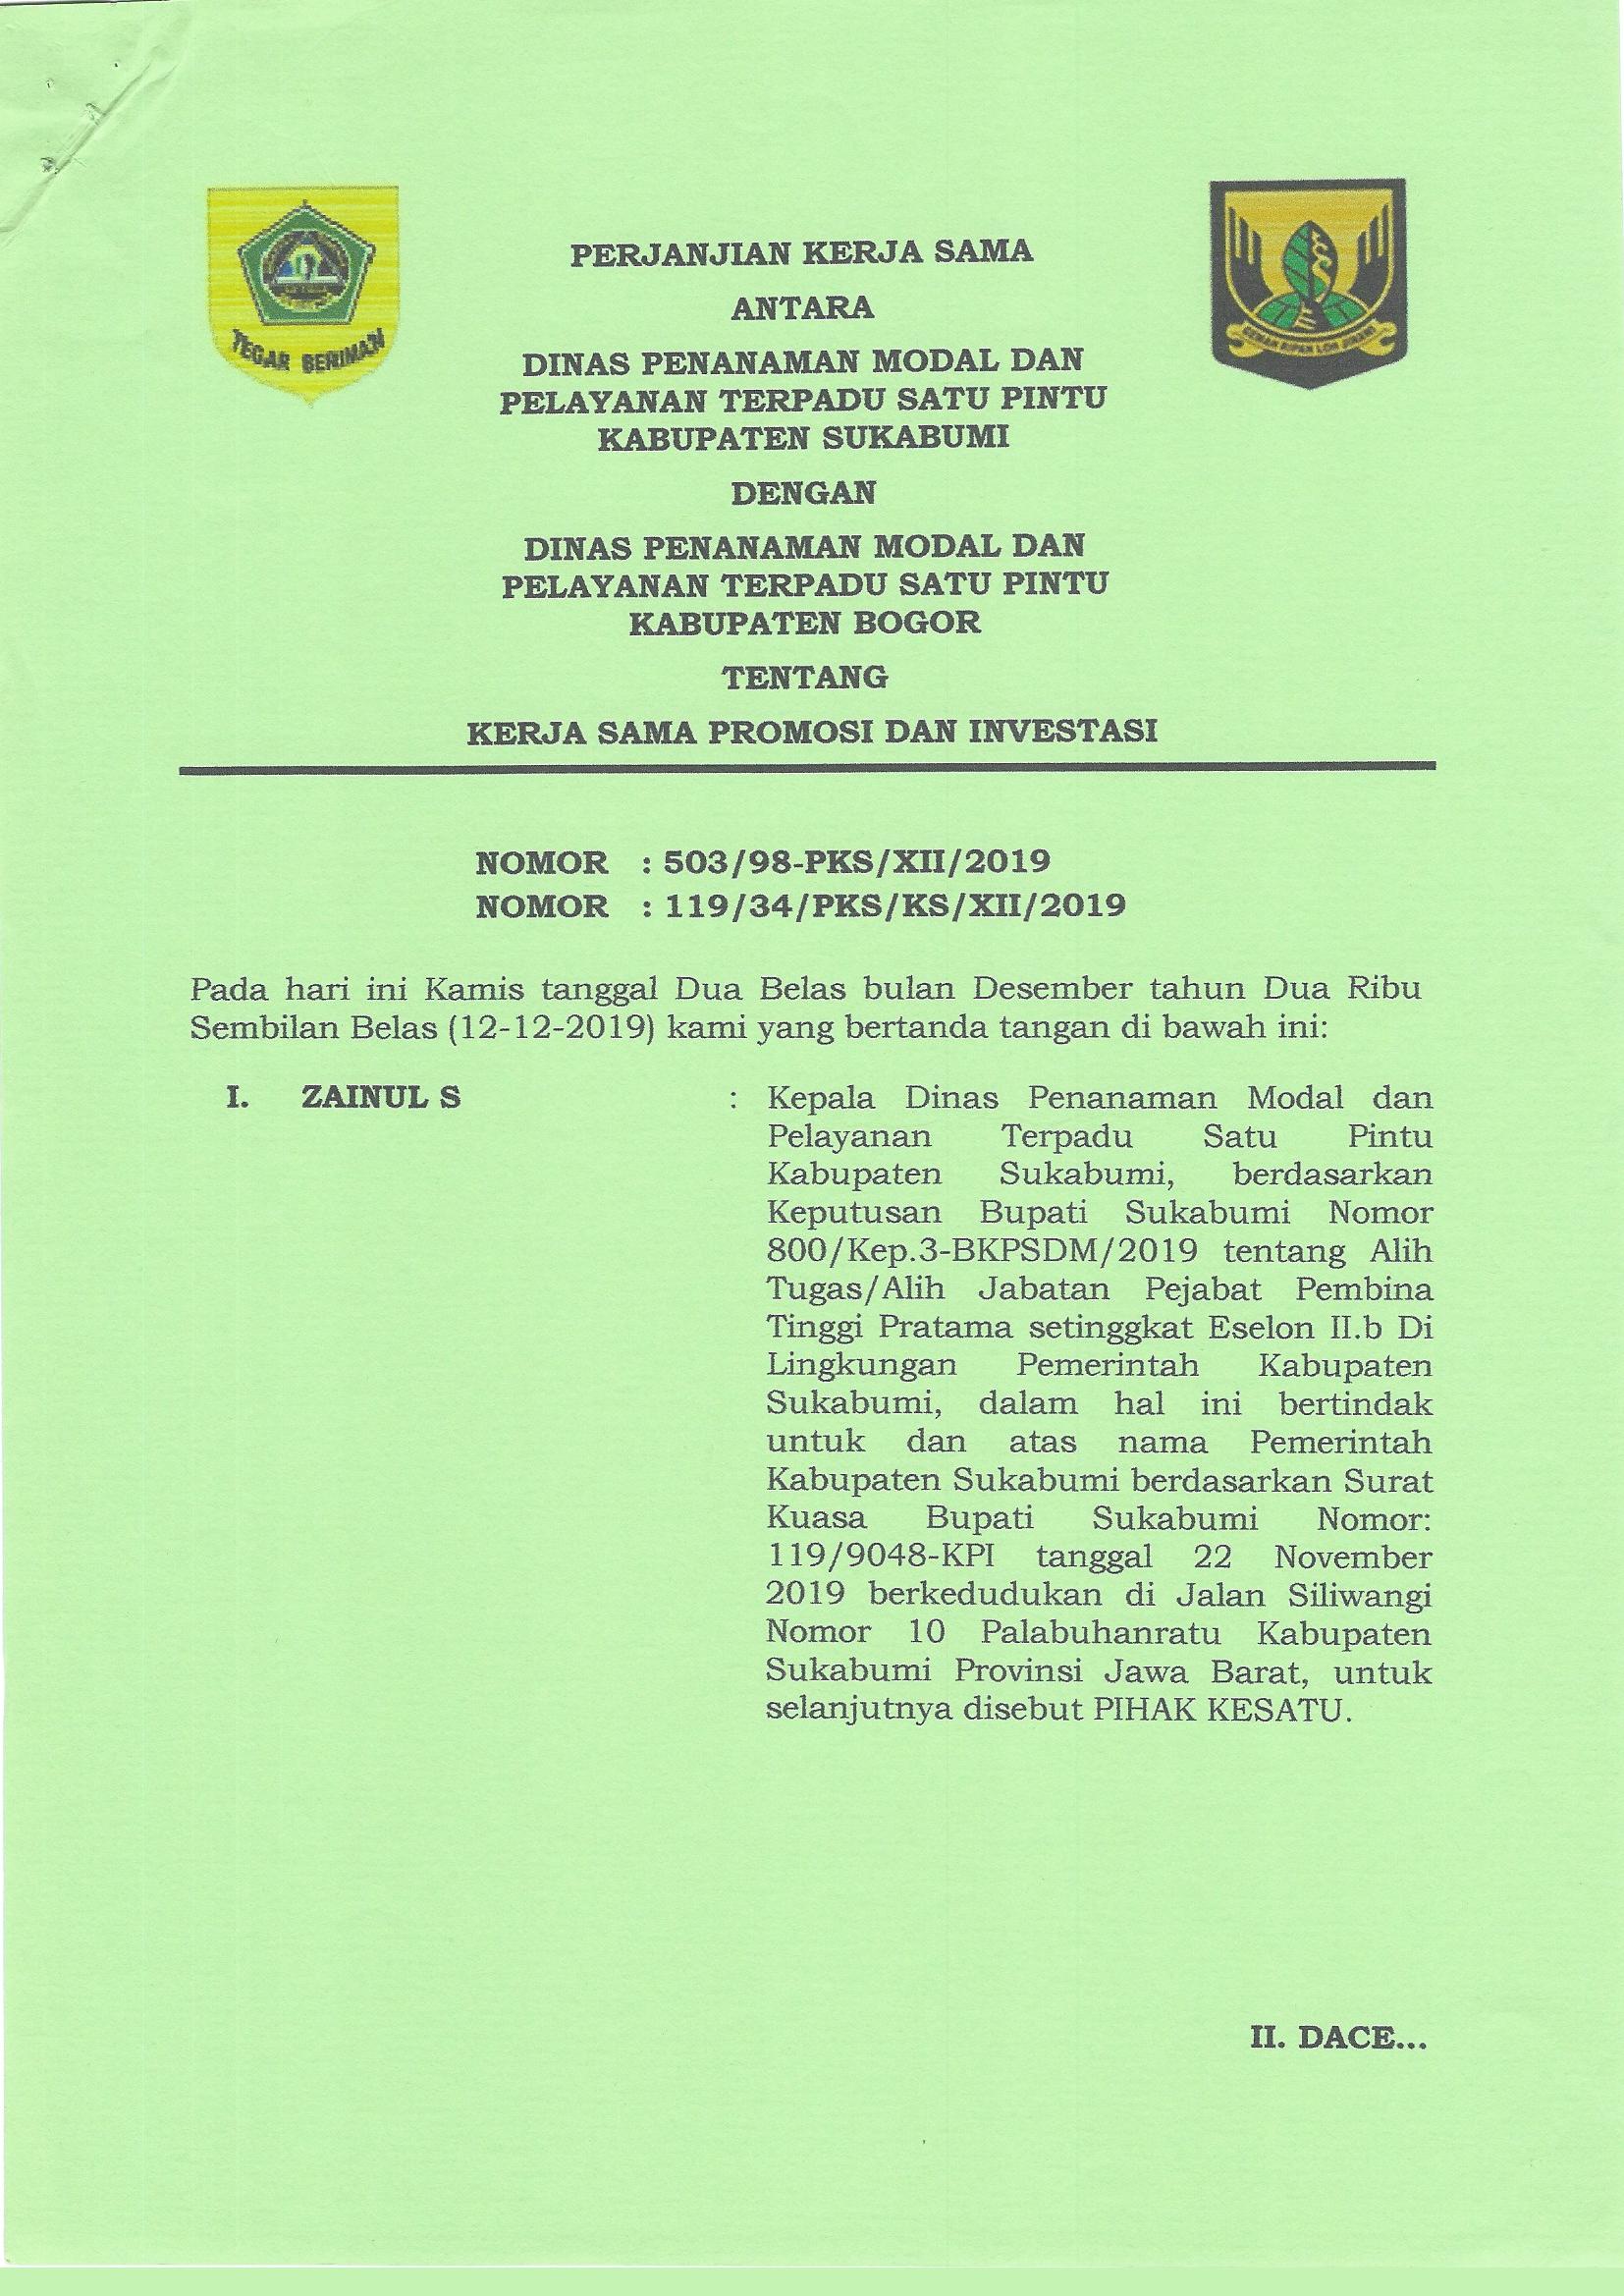 TEGAR BERIMAN
PERJANJIAN KERJA SAMA
ANTARA
DINAS PENANAMAN MODAL DAN
PELAYANAN TERPADU SATU PINTU
KABUPATEN SUKABUMI
DENGAN
DINAS PENANAMAN MODAL DAN
PELAYANAN TERPADU SATU PINTU
KABUPATEN BOGOR
TENTANG
KERJA SAMA PROMOSI DAN INVESTASI
NOMOR : 503/98-PKS/XII/2019
NOMOR : 119/34/PKS/KS/XII/2019
Pada hari ini Kamis tanggal Dua Belas bulan Desember tahun Dua Ribu
Sembilan Belas (12-12-2019) kami yang bertanda tangan di bawah ini:
I. ZAINUL S : Kepala Dinas Penanaman Modal dan
Pelayanan Terpadu Satu Pintu
Kabupaten Sukabumi, berdasarkan
Keputusan Bupati Sukabumi Nomor
800/Kep.3-BKPSDM/2019 tentang Alih
Tugas/Alih Jabatan Pejabat Pembina
Tinggi Pratama setinggkat Eselon II.b Di
Lingkungan Pemerintah Kabupaten
Sukabumi, dalam hal ini bertindak
untuk dan atas nama Pemerintah
Kabupaten Sukabumi berdasarkan Surat
Kuasa Bupati Sukabumi Nomor:
119/9048-KPI tanggal 22 November
2019 berkedudukan di Jalan Siliwangi
Nomor 10 Palabuhanratu Kabupaten
Sukabumi Provinsi Jawa Barat, untuk
selanjutnya disebut PIHAK KESATU.
II. DACE...